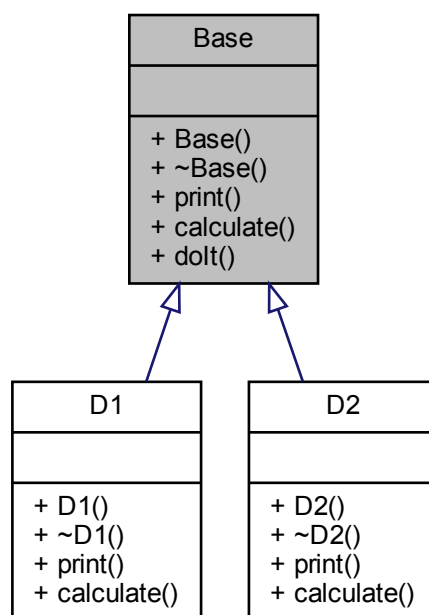 Base
+ Base()
+ ~Base()
+ print()
+ calculate()
+ doIt()
D1
+ D1()
+ ~D1()
+ print()
+ calculate()
D2
+ D2()
+ ~D2()
+ print()
+ calculate()